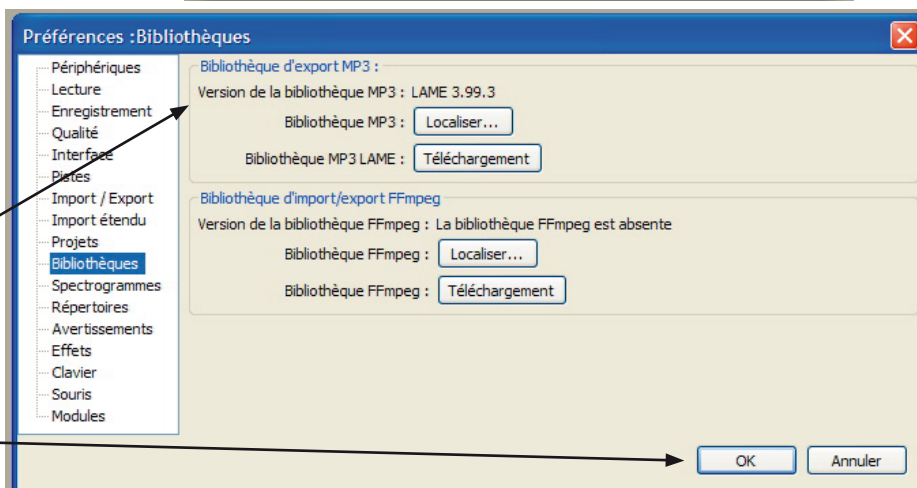 Préférences :Bibliothèques
Périphériques
Lecture
Enregistrement
Qualité
Interface
Pistes
Import / Export
Import étendu
Projets
Bibliothèques
Spectrogrammes
Répertoires
Avertissements
Effets
Clavier
Souris
Modules
Bibliothèque d'export MP3 :
Version de la bibliothèque MP3 : LAME 3.99.3
Bibliothèque MP3 : Localiser...
Bibliothèque MP3 LAME : Téléchargement
Bibliothèque d'import/export FFmpeg
Version de la bibliothèque FFmpeg : La bibliothèque FFmpeg est absente
Bibliothèque FFmpeg : Localiser...
Bibliothèque FFmpeg : Téléchargement
OK Annuler